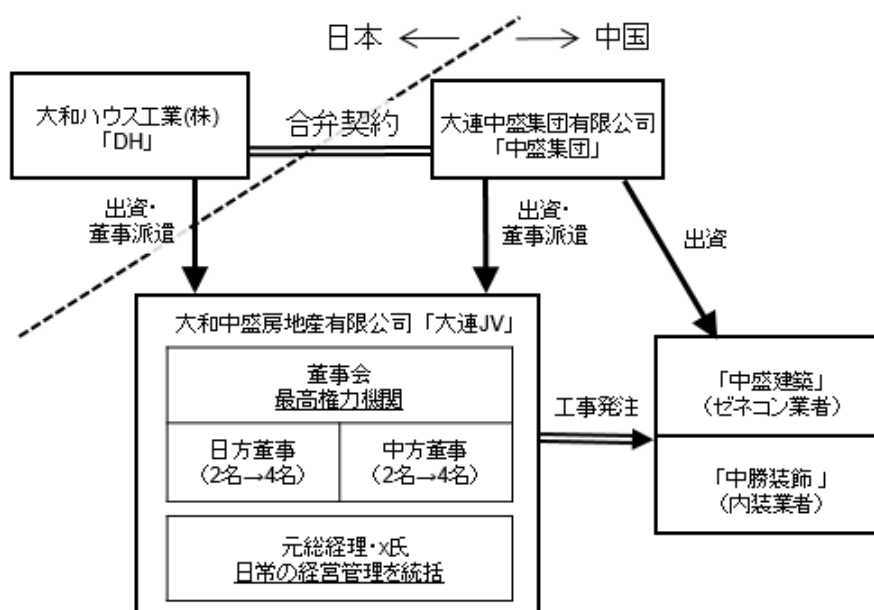 日本 ← → 中国
大和ハウス工業(株)
「DH」
合弁契約
大連中盛集団有限公司
「中盛集団」
出資・
董事派遣
出資・
董事派遣
出資
大和中盛房地産有限公司「大連JV」
董事会
最高権力機関
日方董事
(2名→4名)
中方董事
(2名→4名)
元総経理・x氏
日常の経営管理を統括
工事発注
「中盛建築」
(ゼネコン業者)
「中勝装飾」
(内装業者)